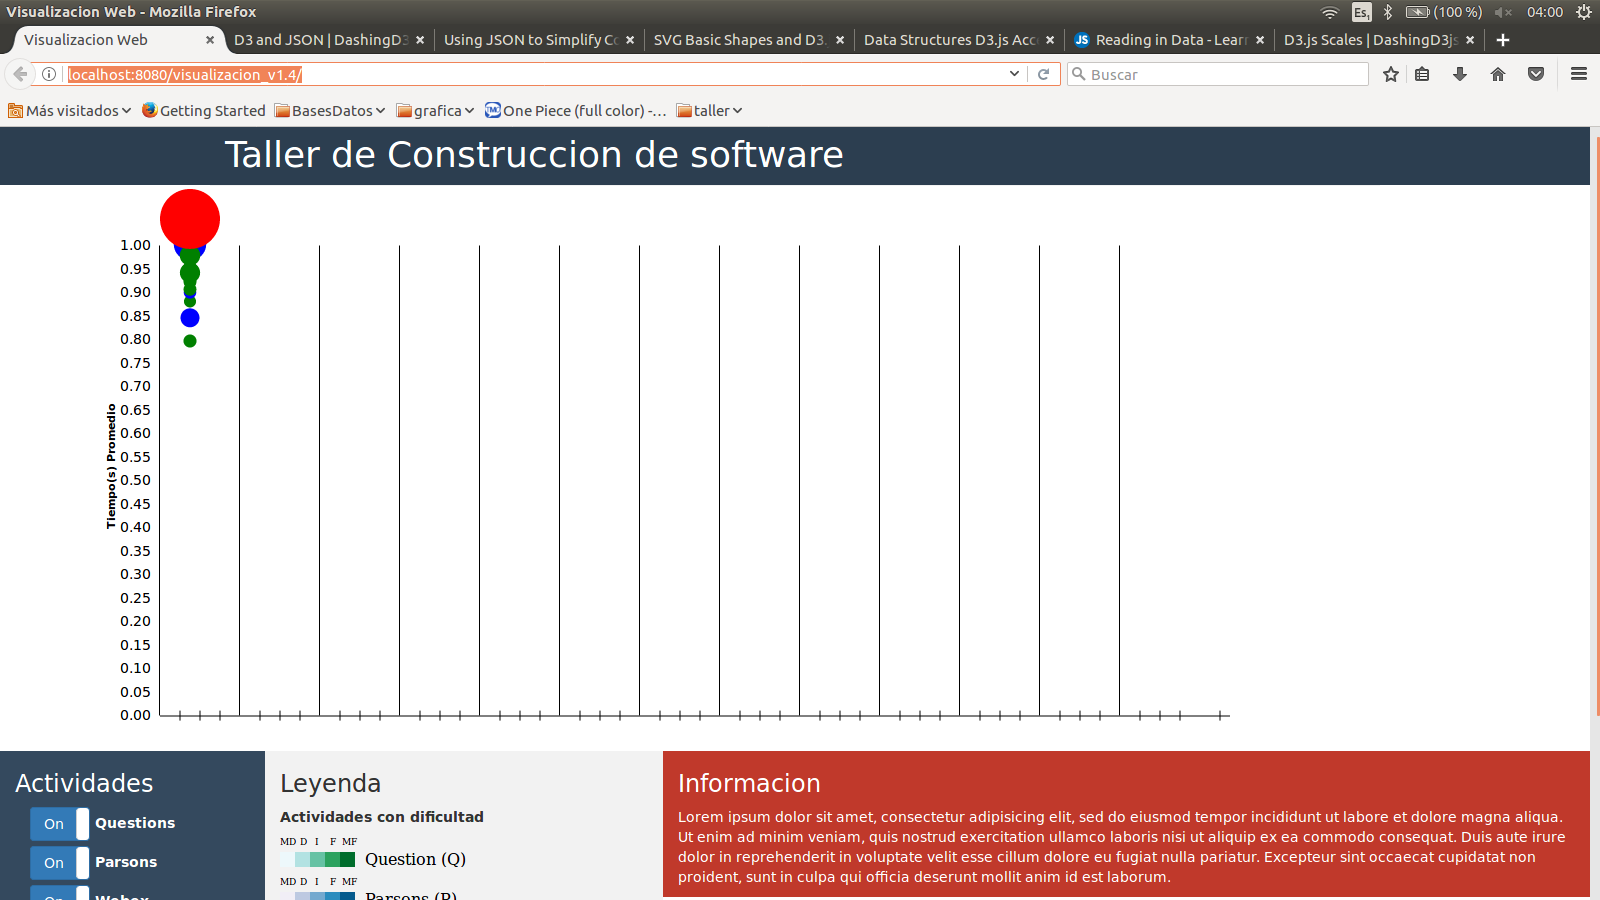 Visualizacion Web - Mozilla Firefox
Es1 (100 %) 04:00
Visualizacion Web
D3 and JSON | DashingD3
Using JSON to Simplify Co
SVG Basic Shapes and D3.
Data Structures D3.js Acc
JS Reading in Data - Learn
D3.js Scales | DashingD3js
localhost:8080/visualizacion_v1.4/
Buscar
Más visitados
Getting Started
BasesDatos
grafica
One Piece (full color) -...
taller
Taller de Construccion de software
1.00
0.95
0.90
0.85
0.80
0.75
0.70
0.65
0.60
0.55
0.50
0.45
0.40
0.35
0.30
0.25
0.20
0.15
0.10
0.05
0.00
Tiempo(s) Promedio
Actividades
On Questions
On Parsons
On Webex
Leyenda
Actividades con dificultad
MD D I F MF
Question (Q)
MD D I F MF
Parsons (P)
Informacion
Lorem ipsum dolor sit amet, consectetur adipisicing elit, sed do eiusmod tempor incididunt ut labore et dolore magna aliqua.
Ut enim ad minim veniam, quis nostrud exercitation ullamco laboris nisi ut aliquip ex ea commodo consequat. Duis aute irure
dolor in reprehenderit in voluptate velit esse cillum dolore eu fugiat nulla pariatur. Excepteur sint occaecat cupidatat non
proident, sunt in culpa qui officia deserunt mollit anim id est laborum.